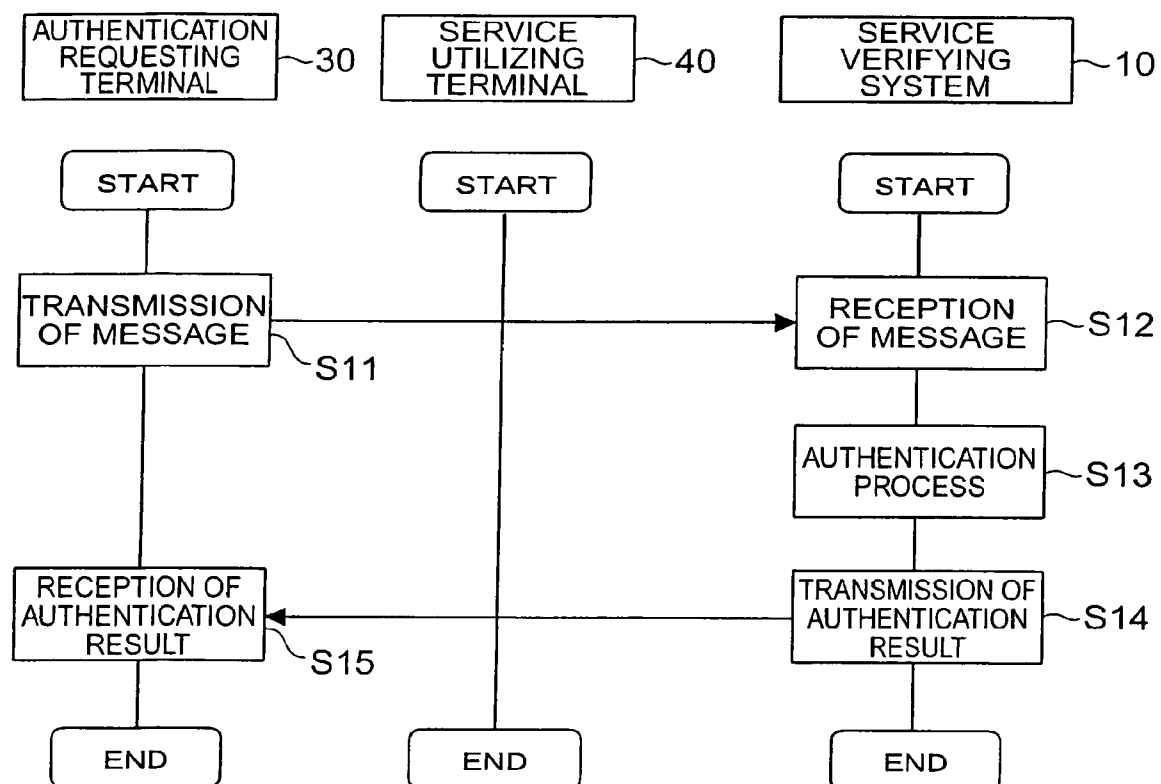 AUTHENTICATION
REQUESTING
TERMINAL
30
SERVICE
UTILIZING
TERMINAL
40
SERVICE
VERIFYING
SYSTEM
10
START
START
START
TRANSMISSION
OF MESSAGE
S11
RECEPTION
OF MESSAGE
S12
AUTHENTICATION
PROCESS
S13
RECEPTION OF
AUTHENTICATION
RESULT
S15
TRANSMISSION OF
AUTHENTICATION
RESULT
S14
END
END
END